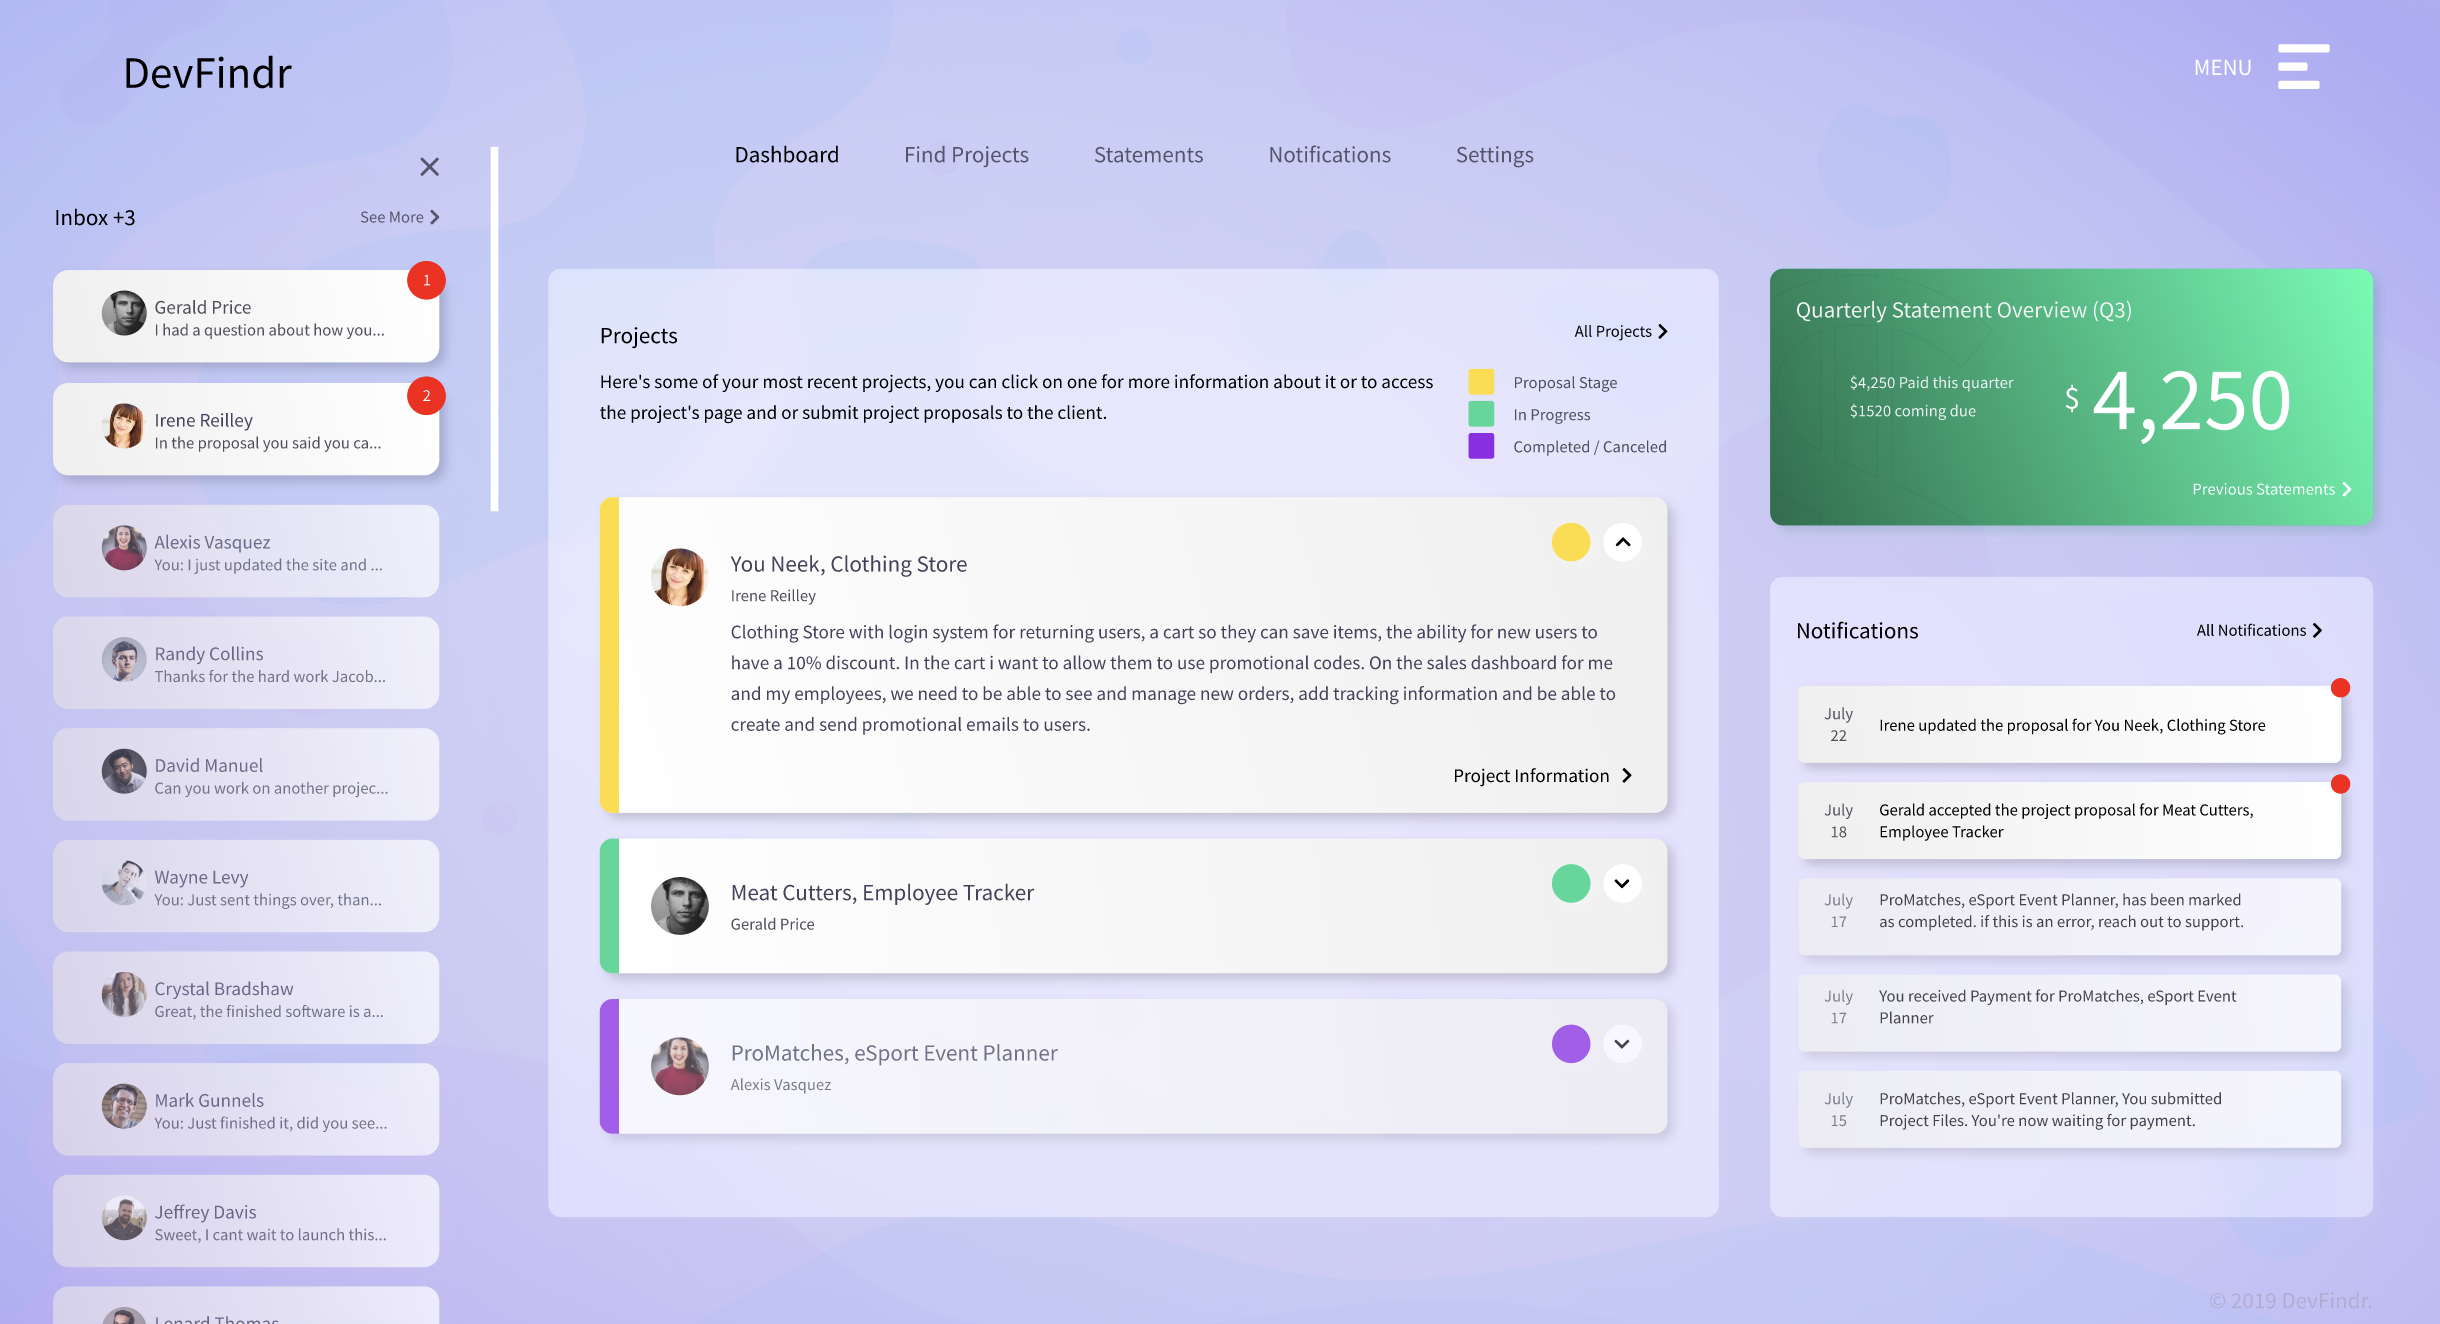 DevFindr
MENU
Dashboard
Find Projects
Statements
Notifications
Settings
Inbox +3
See More
1
Gerald Price
I had a question about how you...
2
Irene Reilley
In the proposal you said you ca...
Alexis Vasquez
You: I just updated the site and ...
Randy Collins
Thanks for the hard work Jacob...
David Manuel
Can you work on another projec...
Wayne Levy
You: Just sent things over, than...
Crystal Bradshaw
Great, the finished software is a...
Mark Gunnels
You: Just finished it, did you see...
Jeffrey Davis
Sweet, I cant wait to launch this...
Lenard Thomas
Projects
All Projects
Here's some of your most recent projects, you can click on one for more information about it or to access
the project's page and or submit project proposals to the client.
Proposal Stage
In Progress
Completed / Canceled
You Neek, Clothing Store
Irene Reilley
Clothing Store with login system for returning users, a cart so they can save items, the ability for new users to
have a 10% discount. In the cart i want to allow them to use promotional codes. On the sales dashboard for me
and my employees, we need to be able to see and manage new orders, add tracking information and be able to
create and send promotional emails to users.
Project Information
Meat Cutters, Employee Tracker
Gerald Price
ProMatches, eSport Event Planner
Alexis Vasquez
Quarterly Statement Overview (Q3)
$4,250 Paid this quarter
$1520 coming due
$ 4,250
Previous Statements
Notifications
All Notifications
July
22
Irene updated the proposal for You Neek, Clothing Store
July
18
Gerald accepted the project proposal for Meat Cutters,
Employee Tracker
July
17
ProMatches, eSport Event Planner, has been marked
as completed. if this is an error, reach out to support.
July
17
You received Payment for ProMatches, eSport Event
Planner
July
15
ProMatches, eSport Event Planner, You submitted
Project Files. You're now waiting for payment.
© 2019 DevFindr.